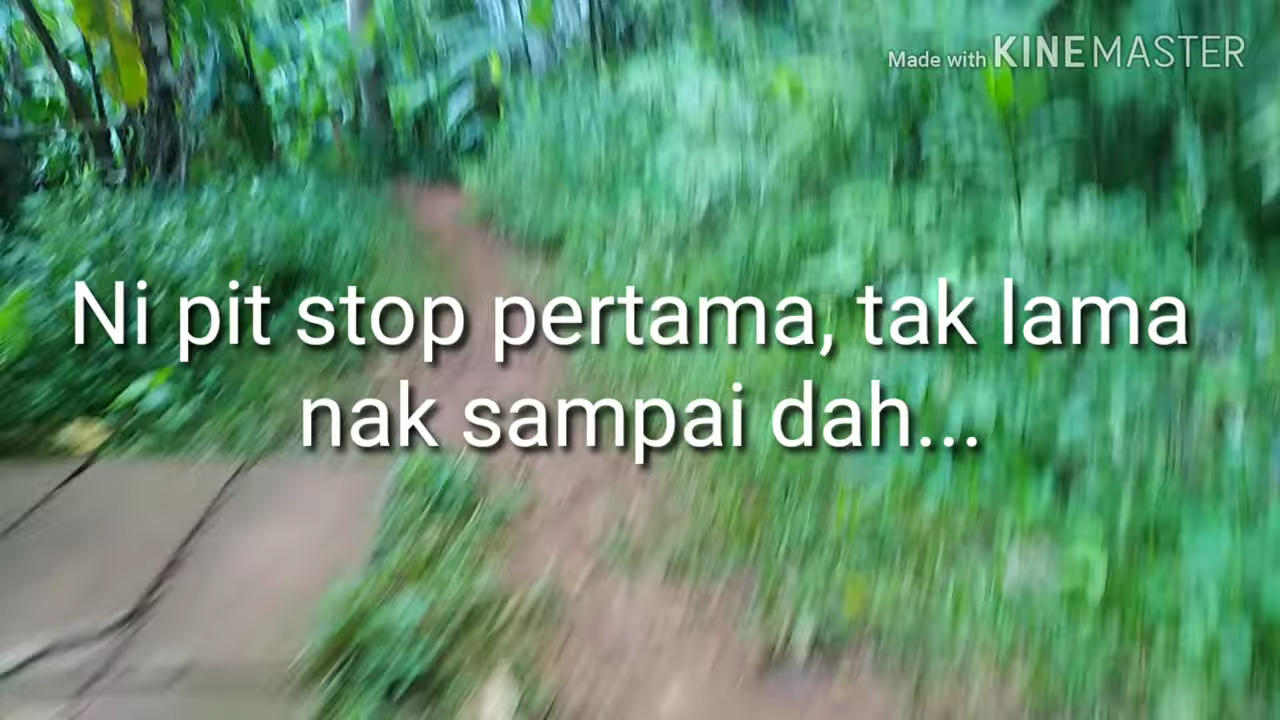 Made with KINEMASTER
Ni pit stop pertama, tak lama
nak sampai dah...